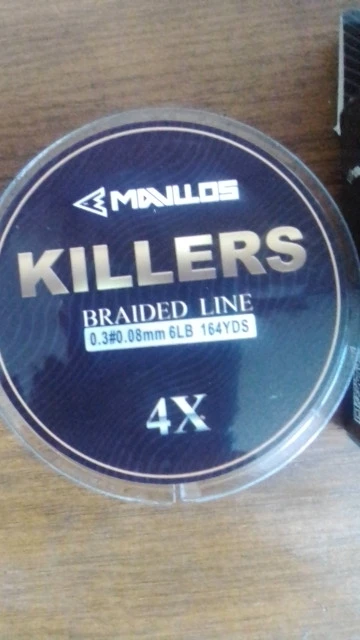 MAVLLOS
KILLERS
BRAIDED LINE
0.3#0.08mm 6LB 164YDS
4X